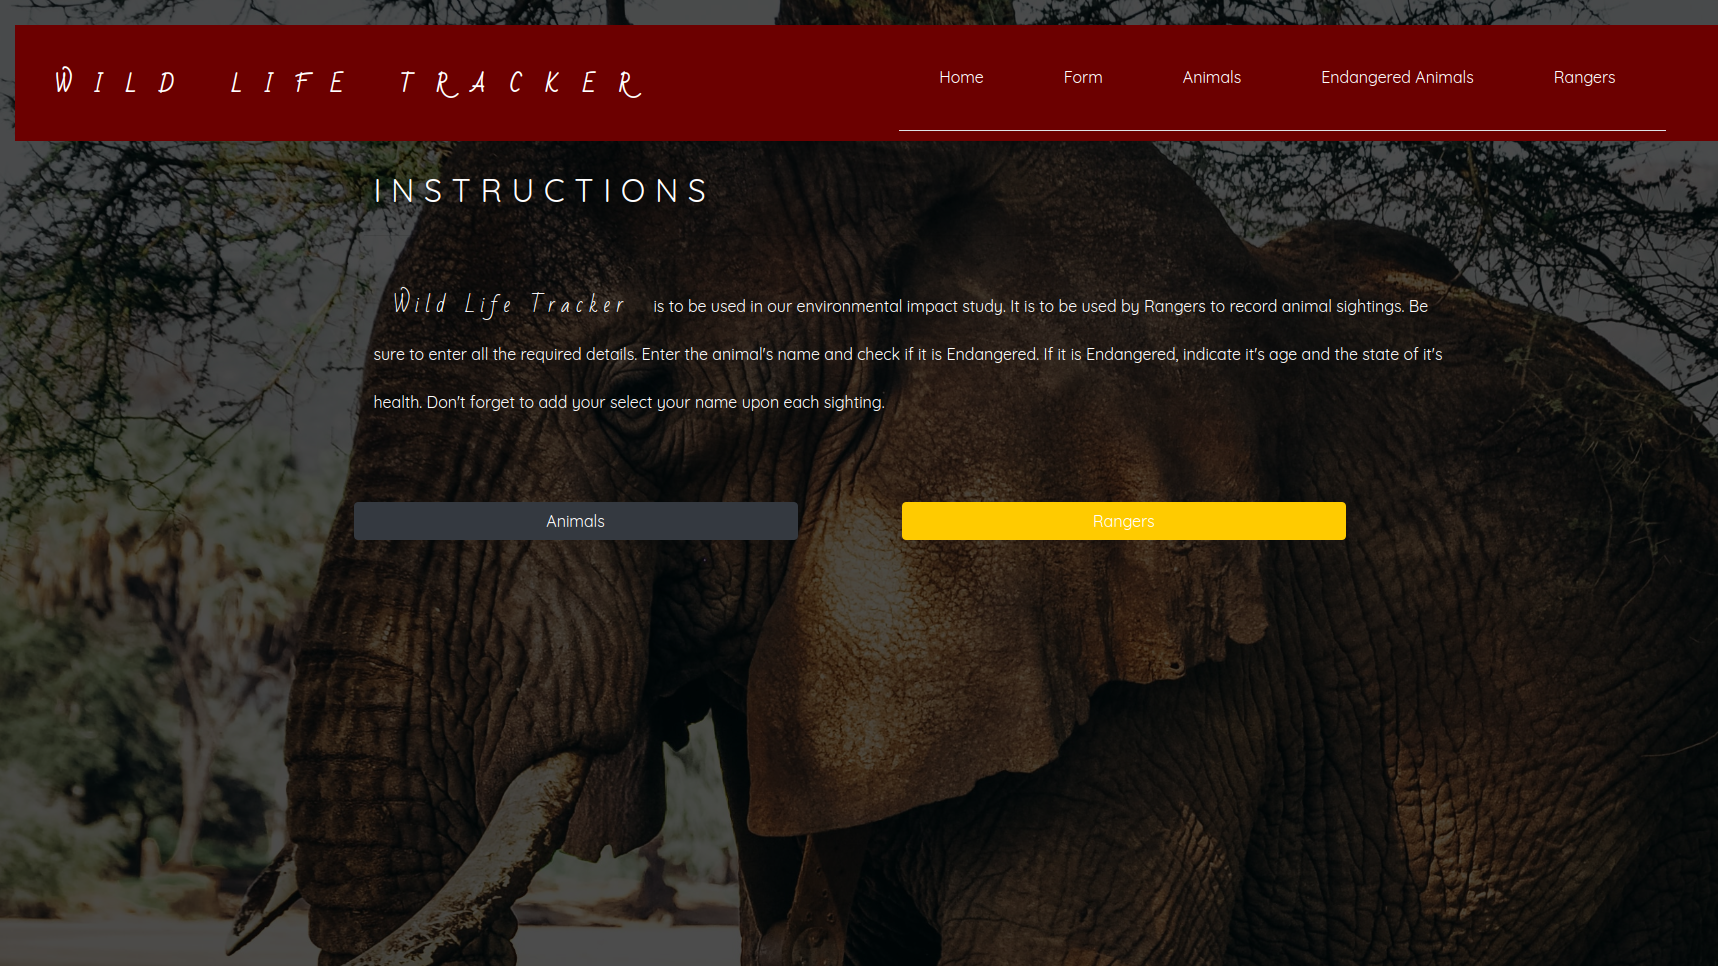 WILD LIFE TRACKER
Home Form Animals Endangered Animals Rangers
INSTRUCTIONS
Wild Life Tracker is to be used in our environmental impact study. It is to be used by Rangers to record animal sightings. Be
sure to enter all the required details. Enter the animal's name and check if it is Endangered. If it is Endangered, indicate it's age and the state of it's
health. Don't forget to add your select your name upon each sighting.
Animals Rangers